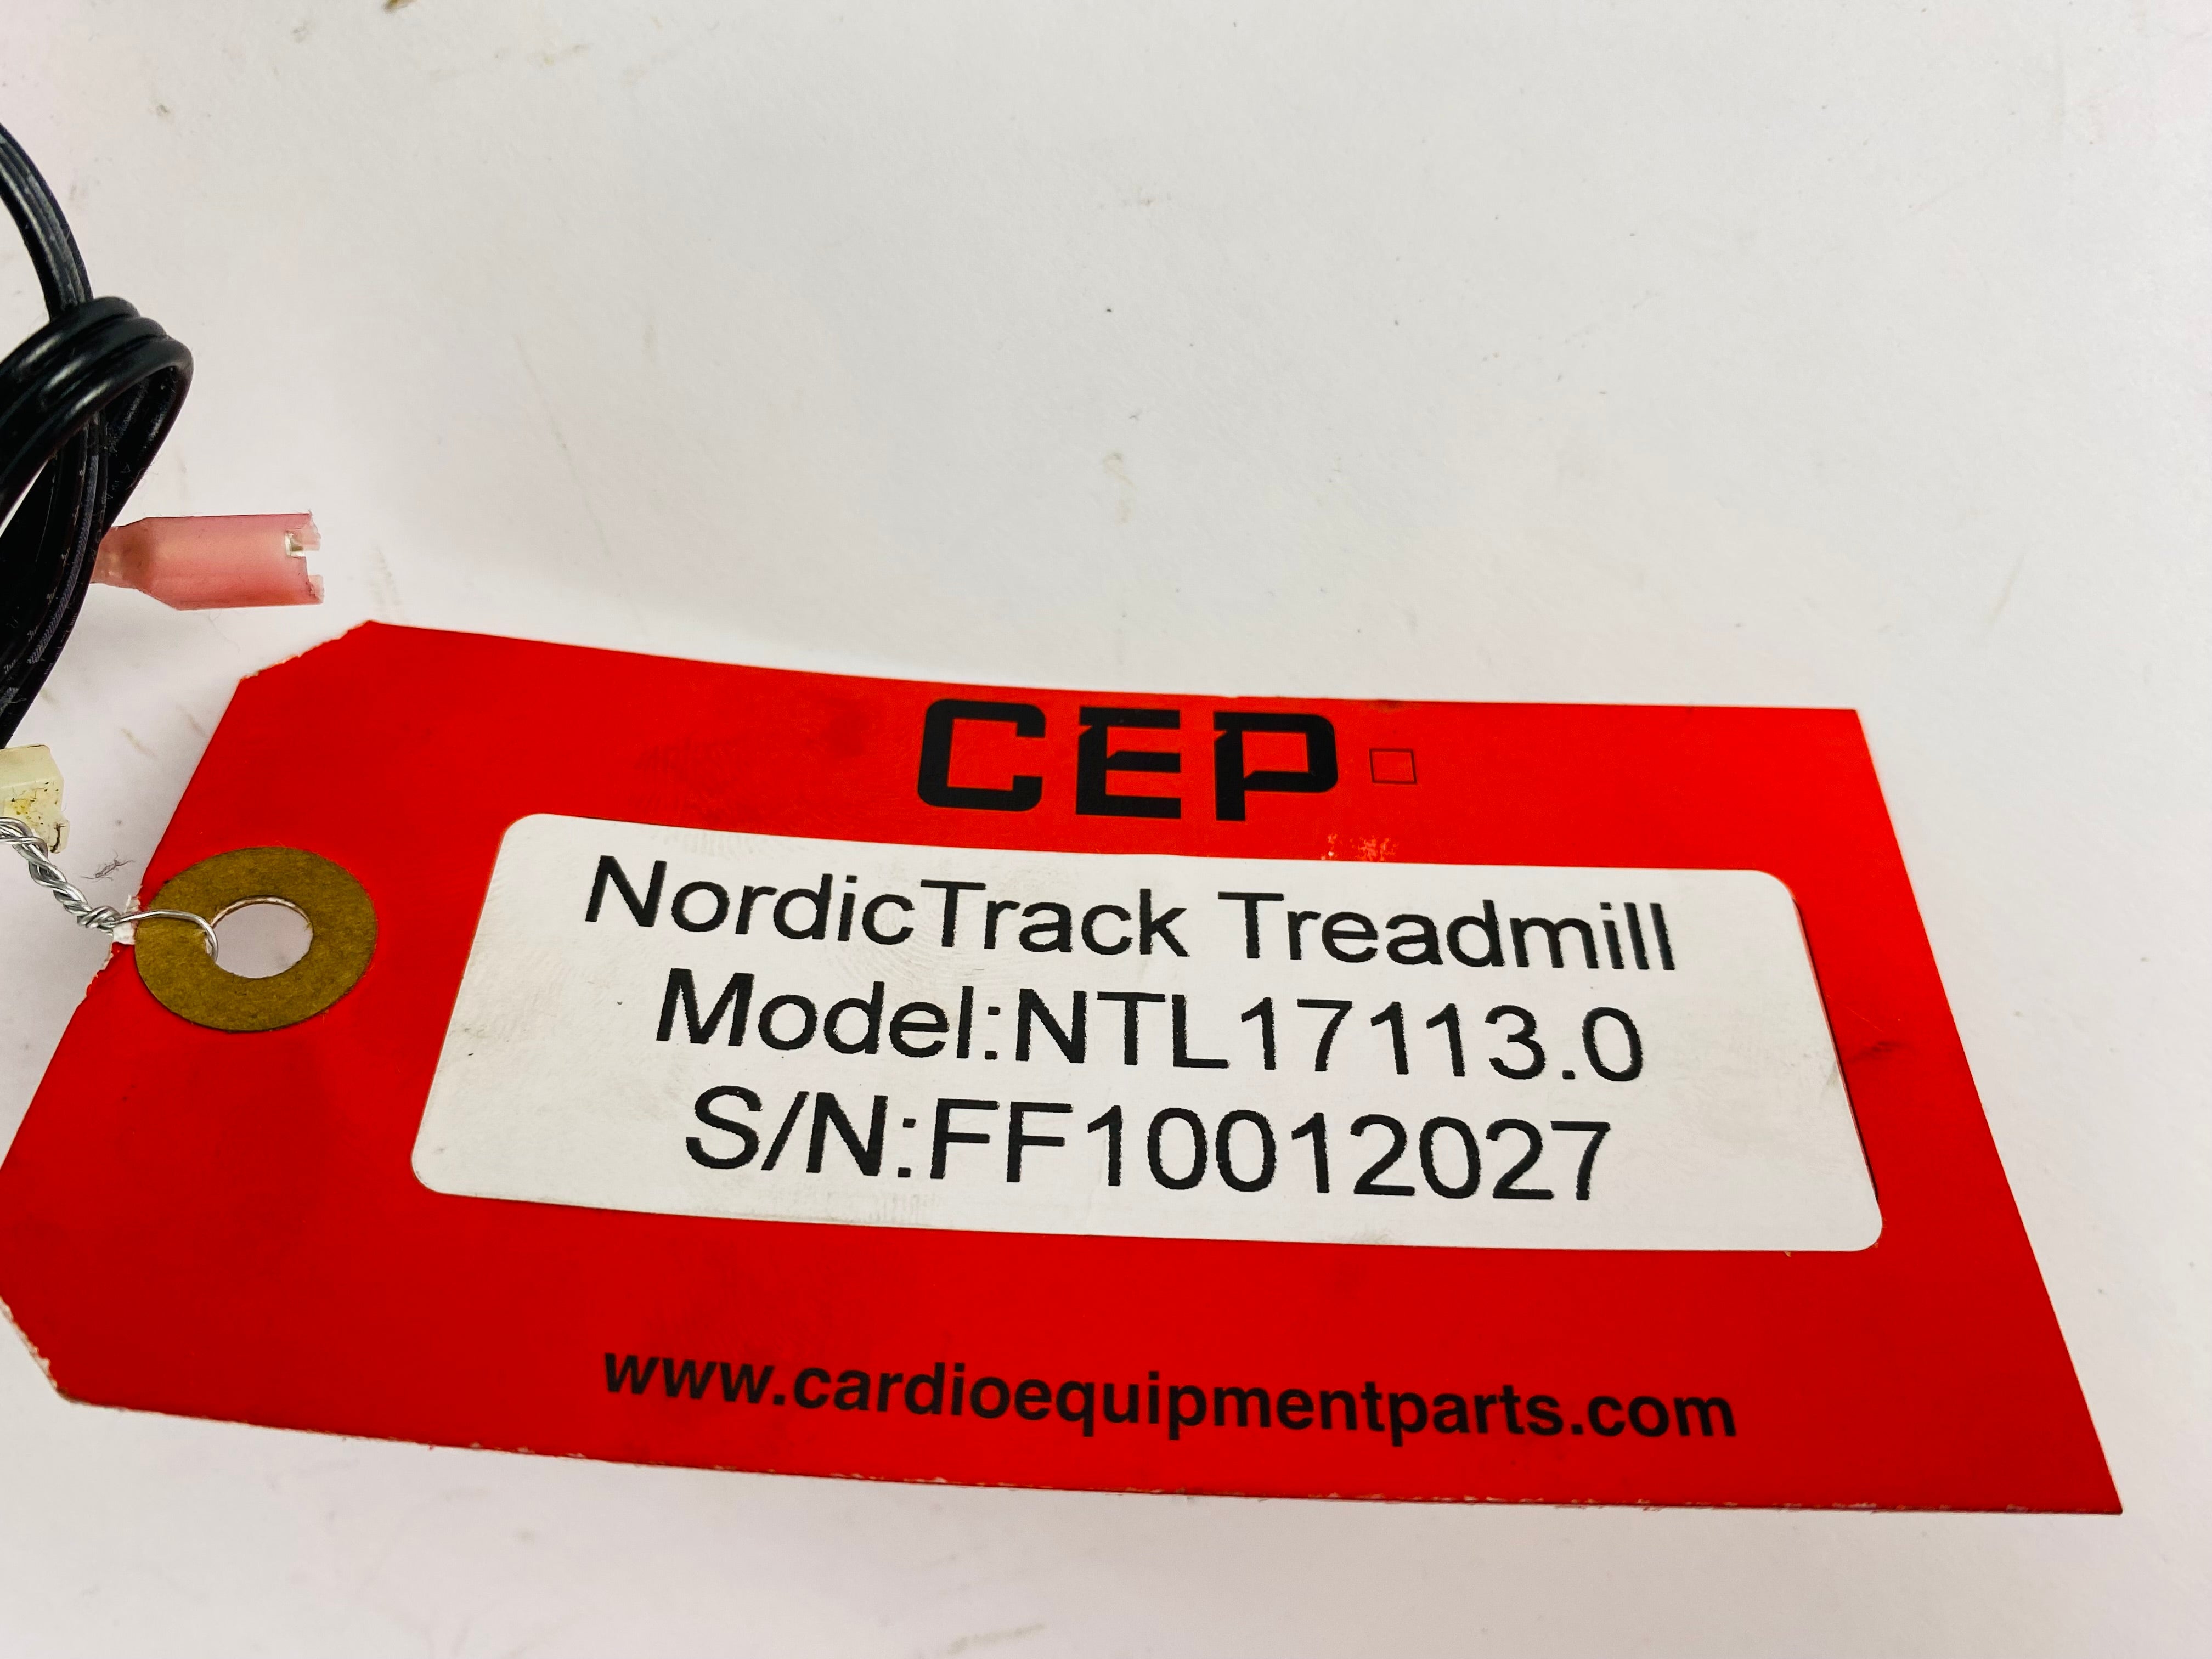 CEP
NordicTrack Treadmill
Model:NTL17113.0
S/N:FF10012027
www.cardioequipmentparts.com